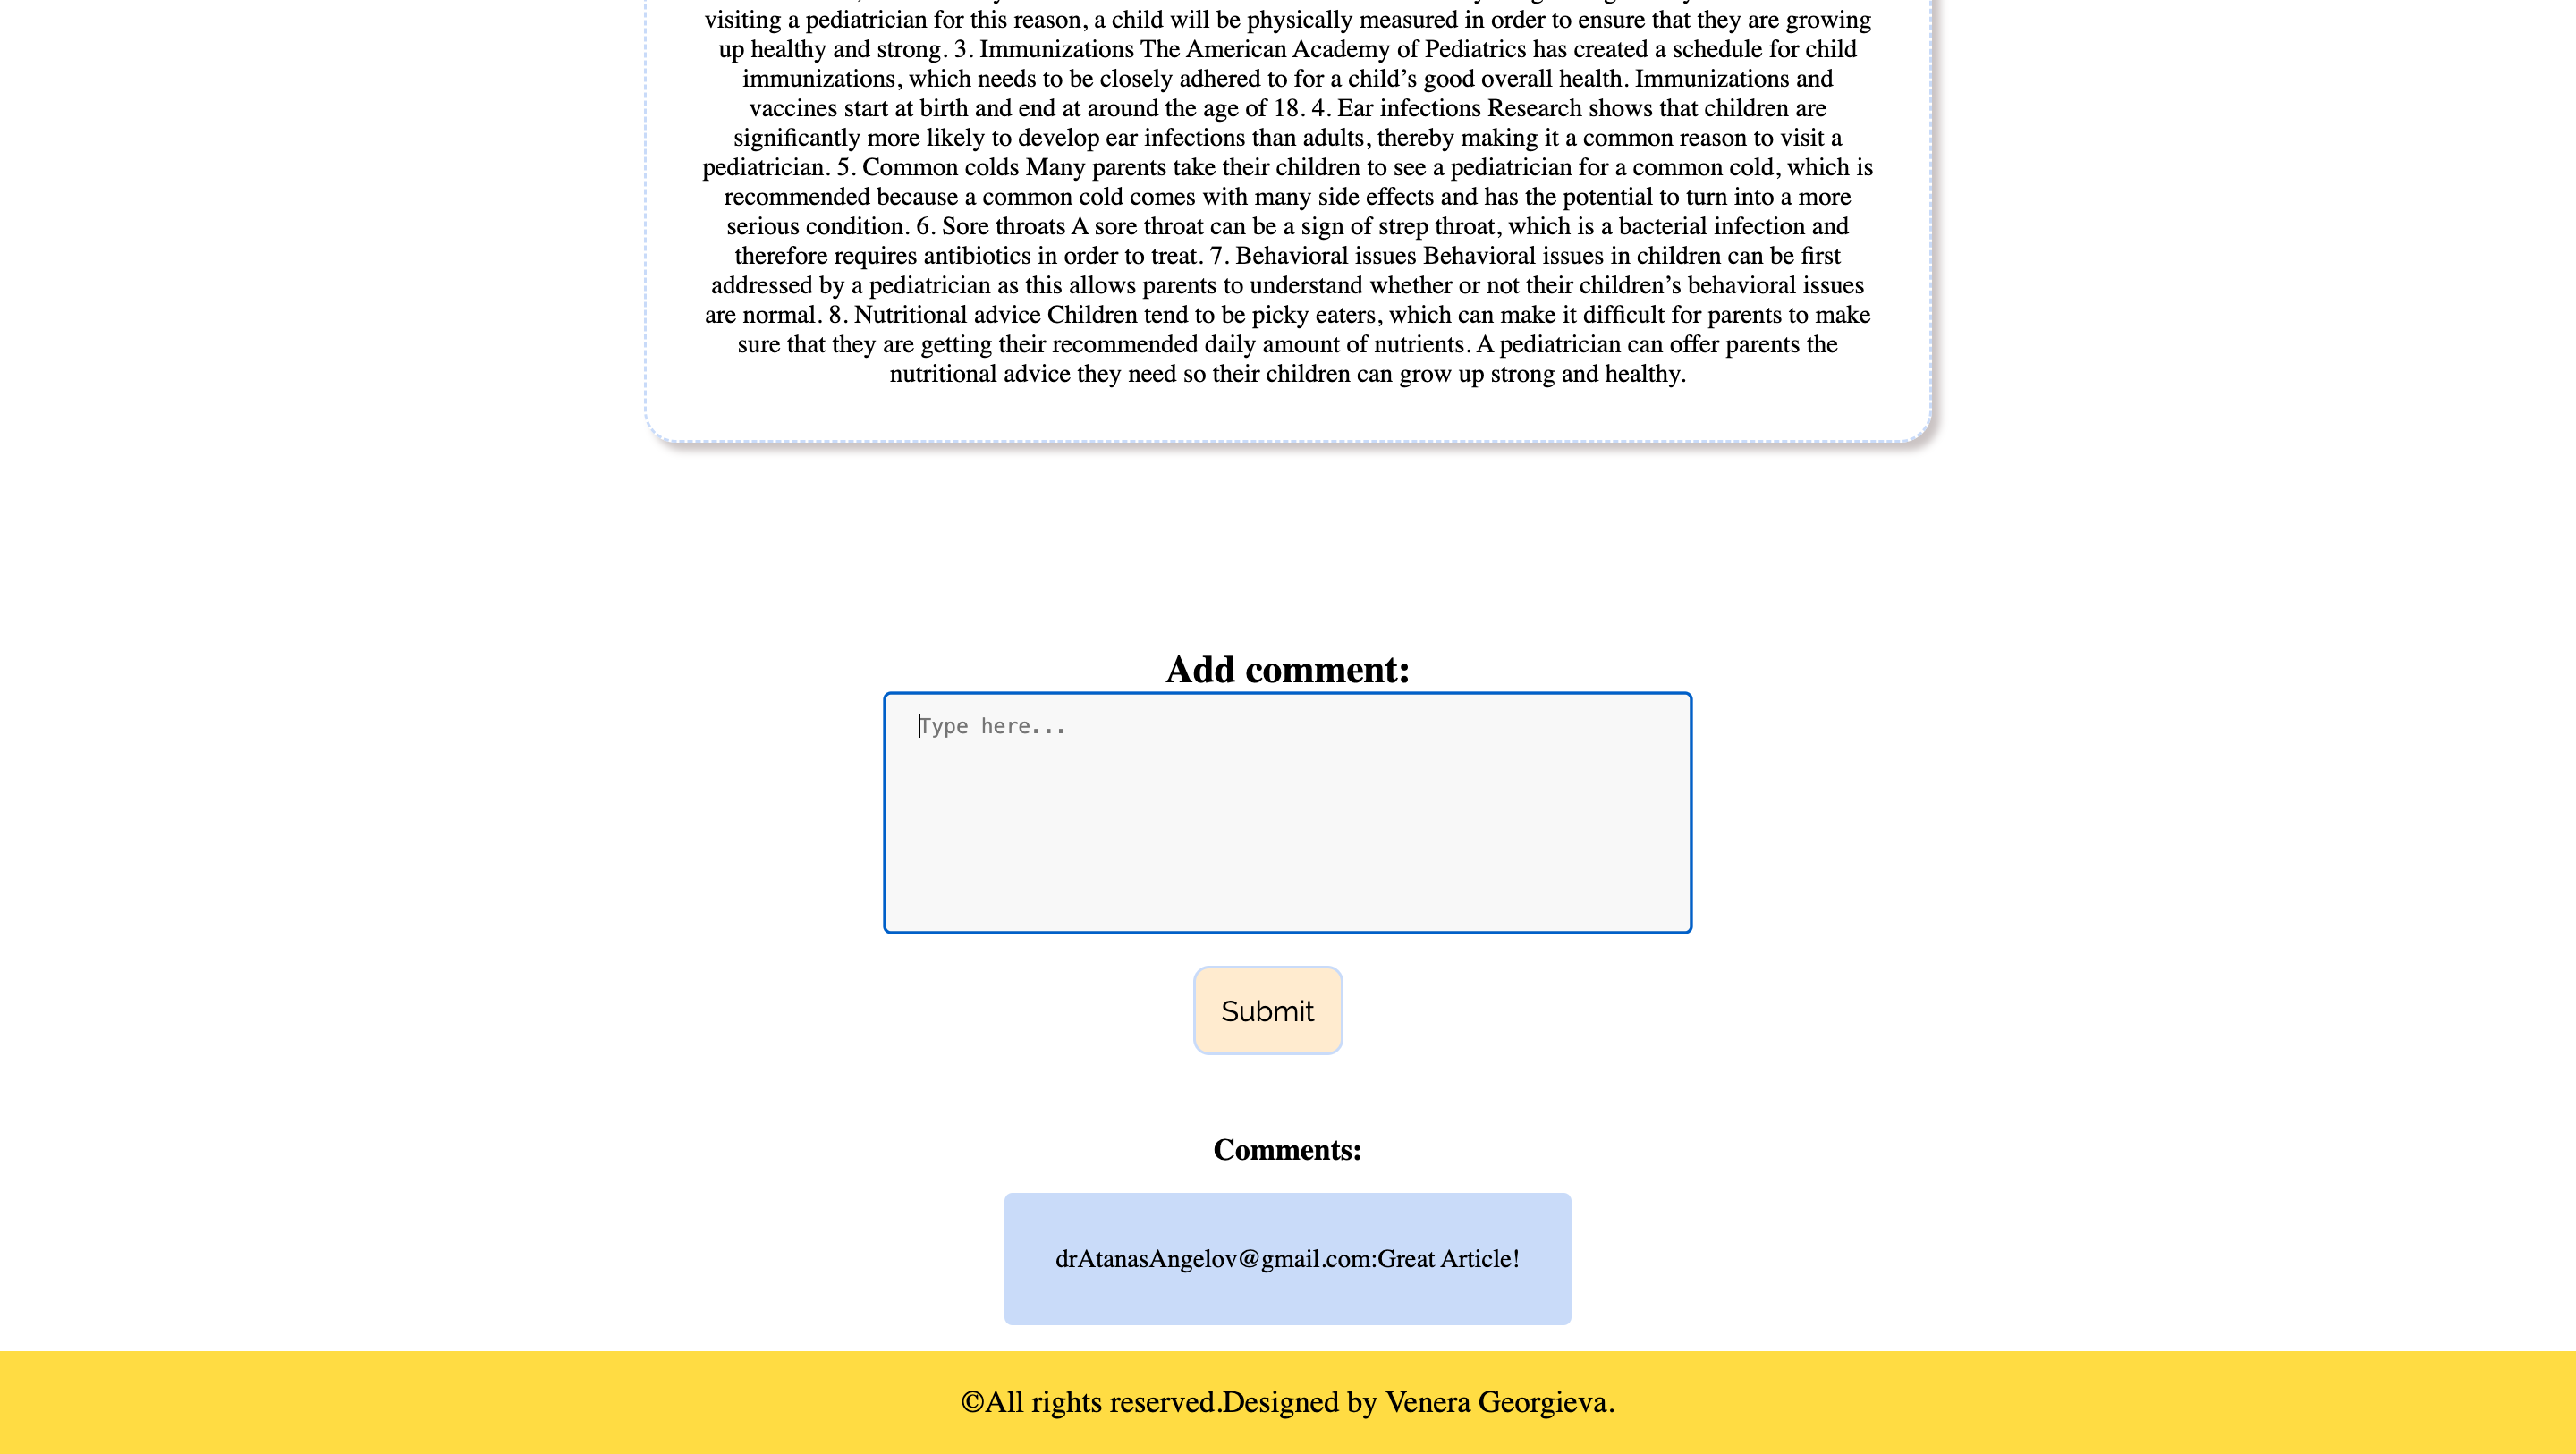 visiting a pediatrician for this reason, a child will be physically measured in order to ensure that they are growing
up healthy and strong. 3. Immunizations The American Academy of Pediatrics has created a schedule for child
immunizations, which needs to be closely adhered to for a child’s good overall health. Immunizations and
vaccines start at birth and end at around the age of 18. 4. Ear infections Research shows that children are
significantly more likely to develop ear infections than adults, thereby making it a common reason to visit a
pediatrician. 5. Common colds Many parents take their children to see a pediatrician for a common cold, which is
recommended because a common cold comes with many side effects and has the potential to turn into a more
serious condition. 6. Sore throats A sore throat can be a sign of strep throat, which is a bacterial infection and
therefore requires antibiotics in order to treat. 7. Behavioral issues Behavioral issues in children can be first
addressed by a pediatrician as this allows parents to understand whether or not their children’s behavioral issues
are normal. 8. Nutritional advice Children tend to be picky eaters, which can make it difficult for parents to make
sure that they are getting their recommended daily amount of nutrients. A pediatrician can offer parents the
nutritional advice they need so their children can grow up strong and healthy.
Add comment:
Type here...
Submit
Comments:
drAtanasAngelov@gmail.com:Great Article!
©All rights reserved.Designed by Venera Georgieva.